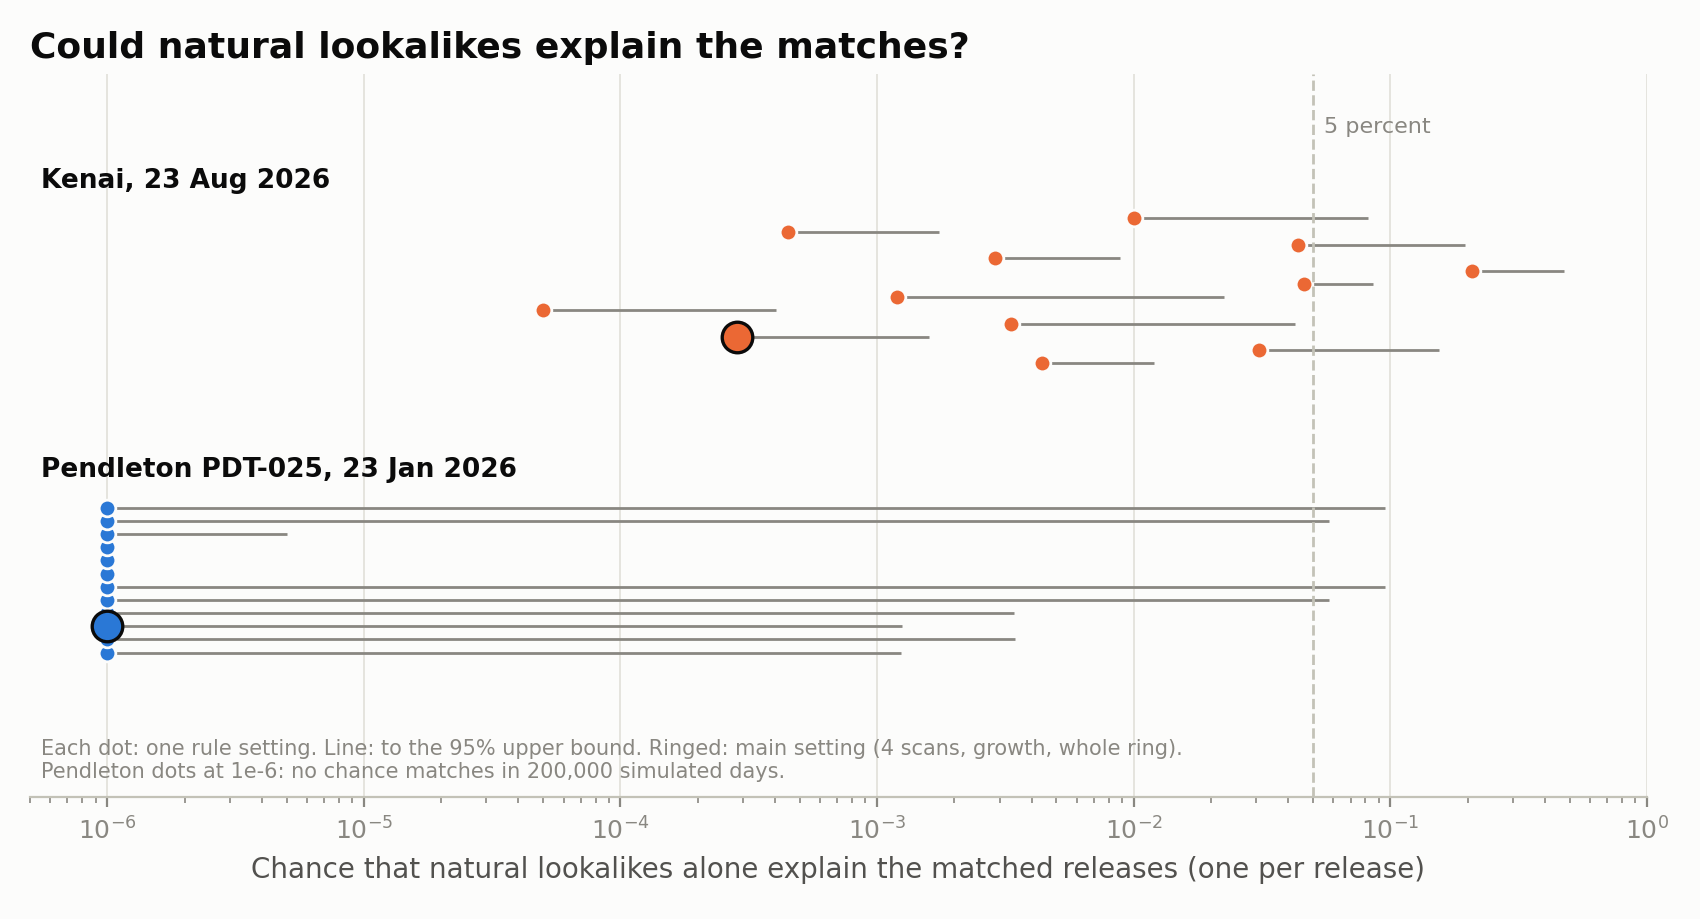 Could natural lookalikes explain the matches?
5 percent
Kenai, 23 Aug 2026
Pendleton PDT-025, 23 Jan 2026
Each dot: one rule setting. Line: to the 95% upper bound. Ringed: main setting (4 scans, growth, whole ring).
Pendleton dots at 1e-6: no chance matches in 200,000 simulated days.
10⁻⁶ 10⁻⁵ 10⁻⁴ 10⁻³ 10⁻² 10⁻¹ 10⁰
Chance that natural lookalikes alone explain the matched releases (one per release)